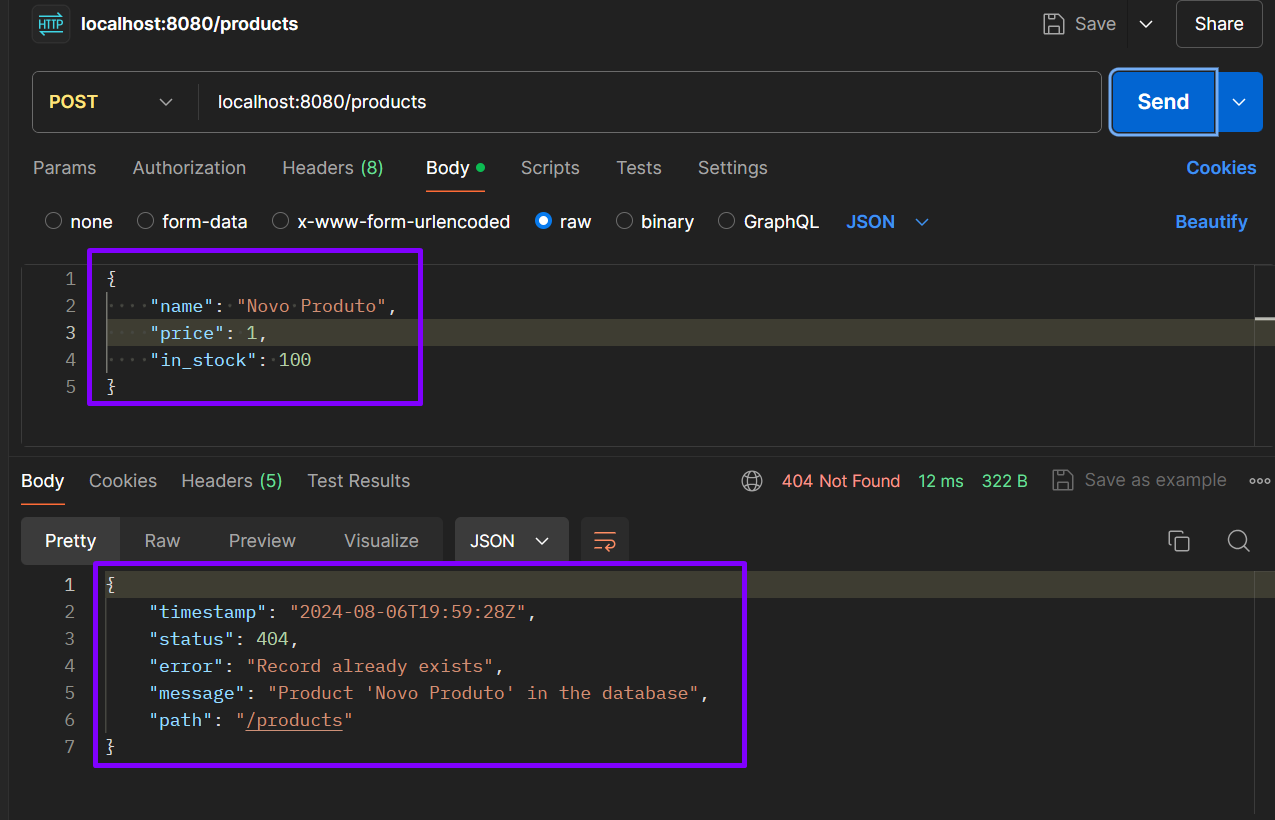 HTTP localhost:8080/products Save Share
POST localhost:8080/products Send
Params Authorization Headers (8) Body Scripts Tests Settings Cookies
none form-data x-www-form-urlencoded raw binary GraphQL JSON Beautify
1 {
2 "name": "Novo Produto",
3 "price": 1,
4 "in_stock": 100
5 }
Body Cookies Headers (5) Test Results 404 Not Found 12 ms 322 B Save as example
Pretty Raw Preview Visualize JSON
1 {
2 "timestamp": "2024-08-06T19:59:28Z",
3 "status": 404,
4 "error": "Record already exists",
5 "message": "Product 'Novo Produto' in the database",
6 "path": "/products"
7 }